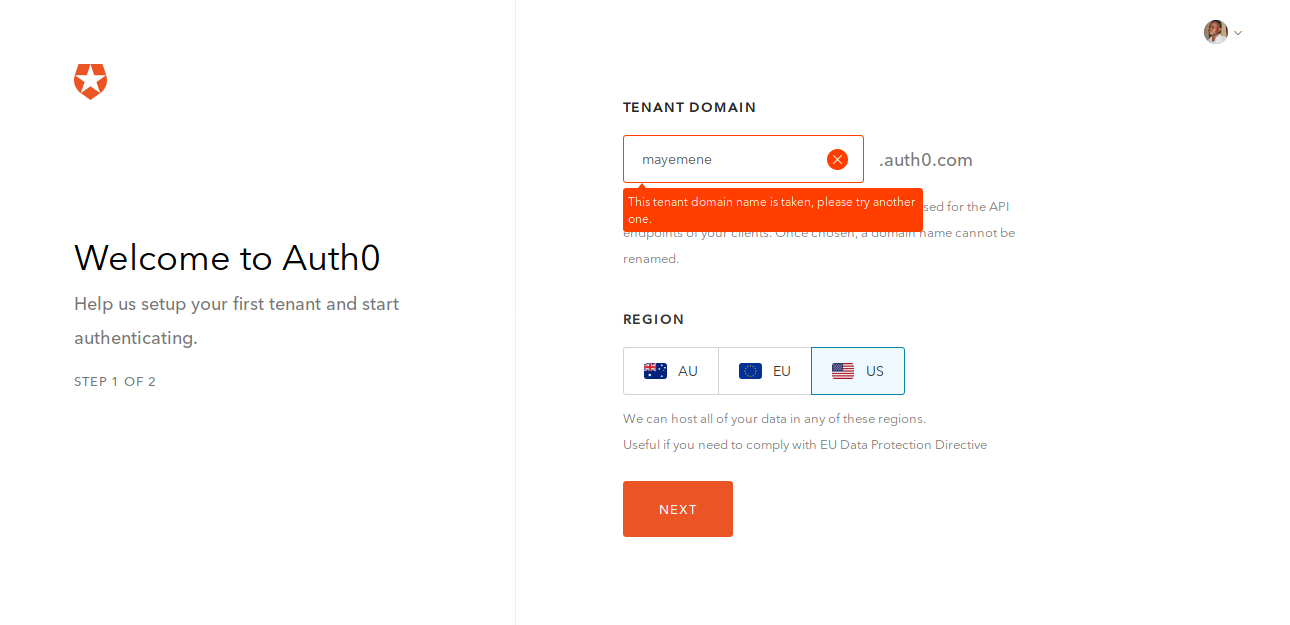 Welcome to Auth0
Help us setup your first tenant and start
authenticating.
STEP 1 OF 2
TENANT DOMAIN
mayemene
.auth0.com
This tenant domain name is taken, please try another
one.
for the API
endpoints of your clients. Once chosen, a domain name cannot be
renamed.
REGION
AU
EU
US
We can host all of your data in any of these regions.
Useful if you need to comply with EU Data Protection Directive
NEXT